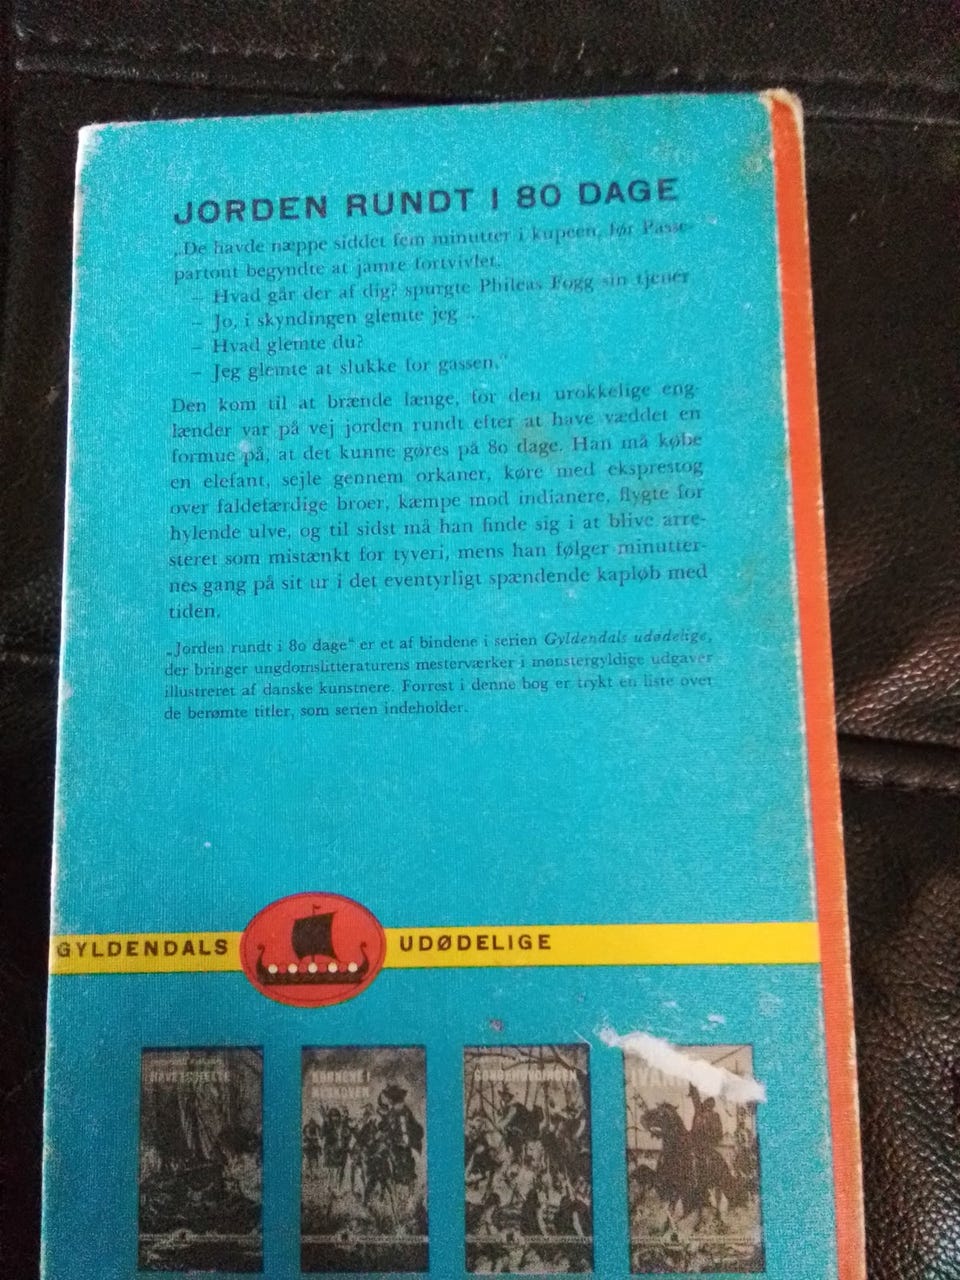 JORDEN RUNDT I 80 DAGE
„De havde næppe siddet fem minutter i kupeen, før Passe-
partout begyndte at jamre fortvivlet.
– Hvad går der af dig? spurgte Phileas Fogg sin tjener
– Jo, i skyndingen glemte jeg ..
– Hvad glemte du?
– Jeg glemte at slukke for gassen.“
Den kom til at brænde længe, for den urokkelige eng-
lænder var på vej jorden rundt efter at have væddet en
formue på, at det kunne gøres på 80 dage. Han må købe
en elefant, sejle gennem orkaner, køre med eksprestog
over faldefærdige broer, kæmpe mod indianere, flygte for
hylende ulve, og til sidst må han finde sig i at blive arre-
steret som mistænkt for tyveri, mens han følger minutter-
nes gang på sit ur i det eventyrligt spændende kapløb med
tiden.
„Jorden rundt i 80 dage“ er et af bindene i serien Gyldendals udødelige,
der bringer ungdomslitteraturens mesterværker i mønstergyldige udgaver
illustreret af danske kunstnere. Forrest i denne bog er trykt en liste over
de berømte titler, som serien indeholder.
GYLDENDALS UDØDELIGE
BØRNENE I